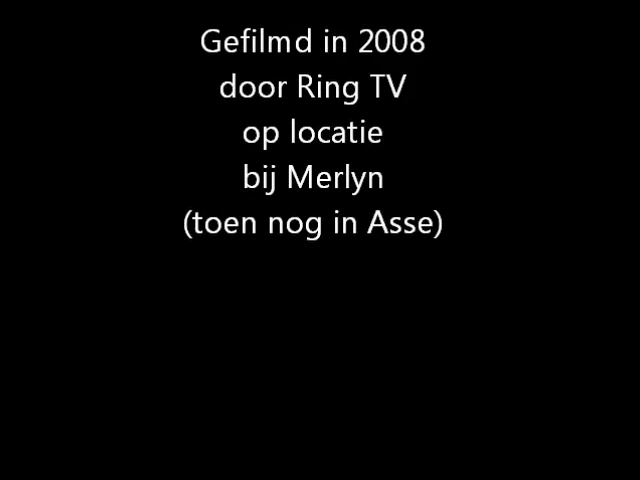 Gefilmd in 2008
door Ring TV
op locatie
bij Merlyn
(toen nog in Asse)